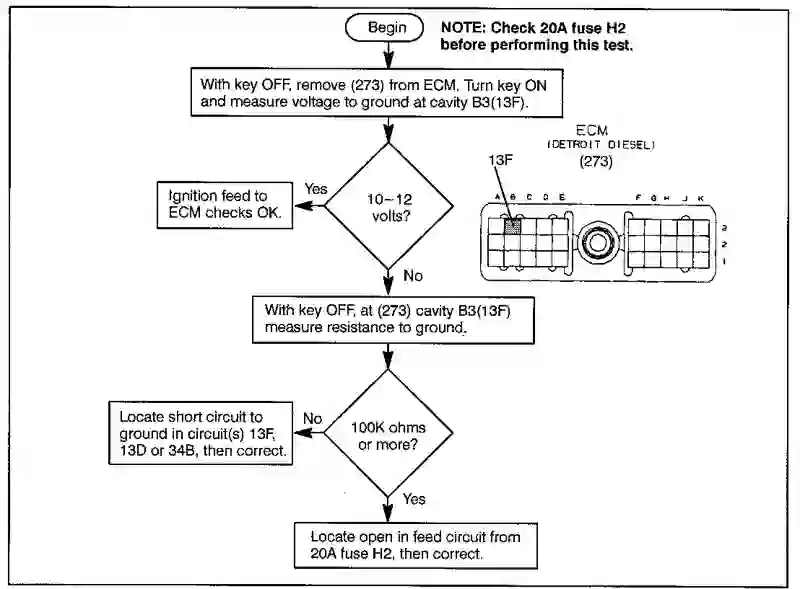 Begin
NOTE: Check 20A fuse H2
before performing this test.
With key OFF, remove (273) from ECM. Turn key ON
and measure voltage to ground at cavity B3(13F).
ECM
(DETROIT DIESEL)
(273)
13F
A B C D E
F G H J K
3
2
1
10–12
volts?
Yes
Ignition feed to
ECM checks OK.
No
With key OFF, at (273) cavity B3(13F)
measure resistance to ground.
100K ohms
or more?
No
Locate short circuit to
ground in circuit(s) 13F,
13D or 34B, then correct.
Yes
Locate open in feed circuit from
20A fuse H2, then correct.